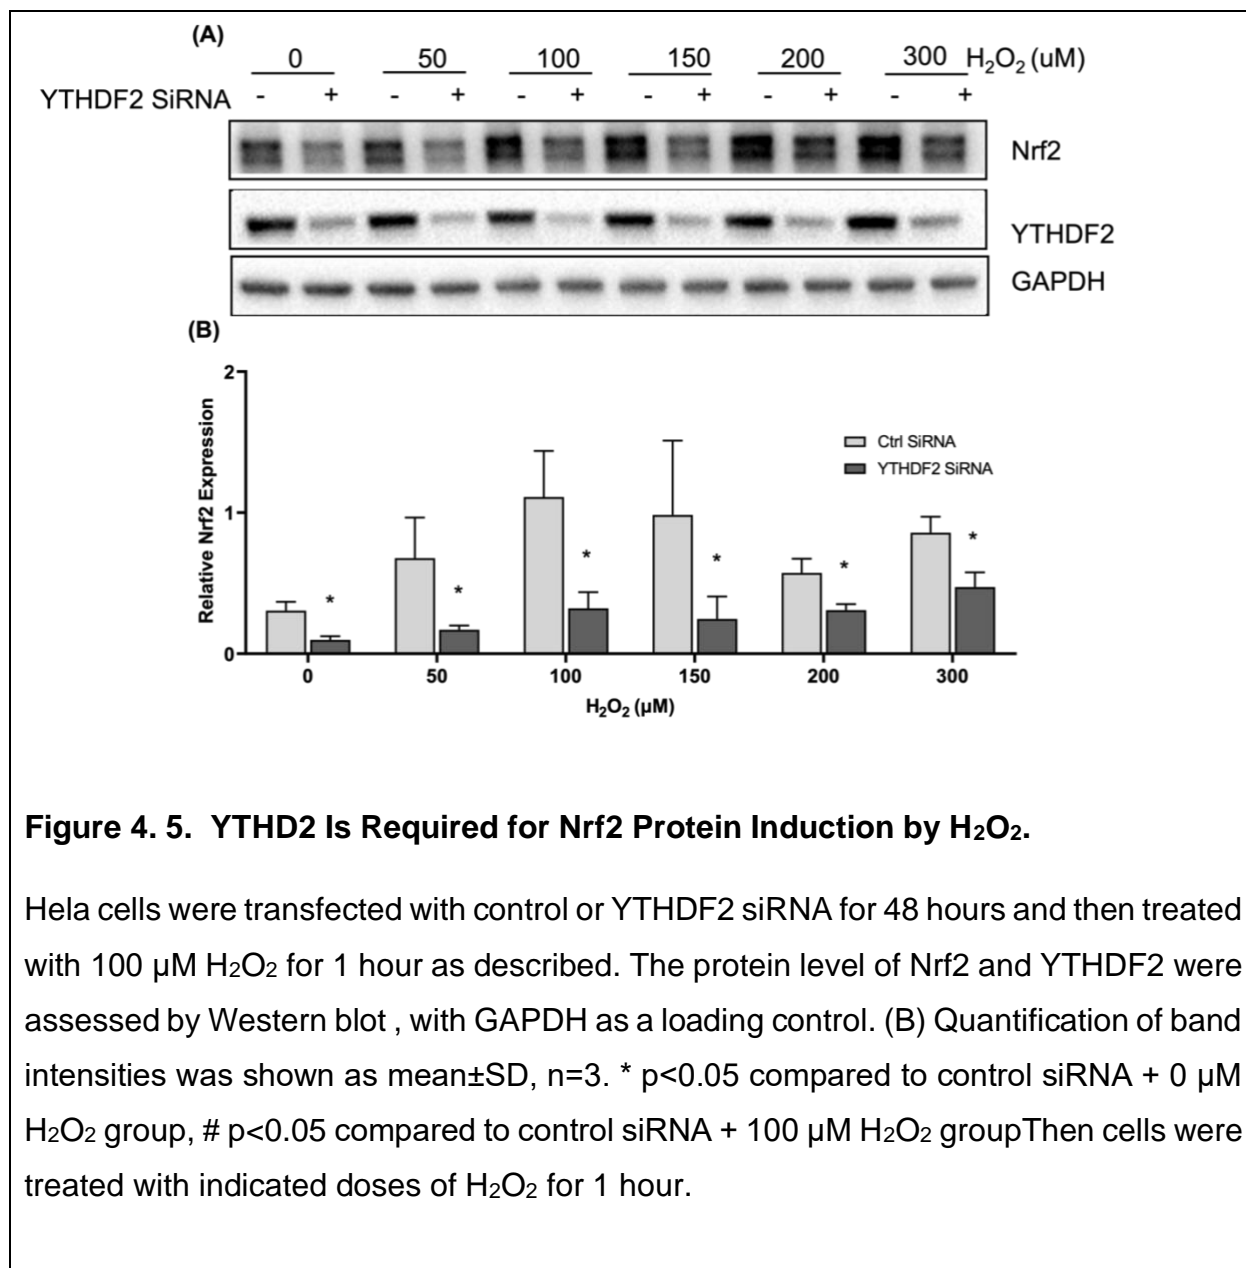 (A)
0 50 100 150 200 300 H₂O₂ (uM)
YTHDF2 SiRNA - + - + - + - + - + - +
Nrf2
YTHDF2
GAPDH
(B)
2
1
0
Relative Nrf2 Expression
Ctrl SiRNA
YTHDF2 SiRNA
* * * * * *
0 50 100 150 200 300
H₂O₂ (µM)
Figure 4. 5. YTHD2 Is Required for Nrf2 Protein Induction by H₂O₂.
Hela cells were transfected with control or YTHDF2 siRNA for 48 hours and then treated
with 100 µM H₂O₂ for 1 hour as described. The protein level of Nrf2 and YTHDF2 were
assessed by Western blot , with GAPDH as a loading control. (B) Quantification of band
intensities was shown as mean±SD, n=3. * p<0.05 compared to control siRNA + 0 µM
H₂O₂ group, # p<0.05 compared to control siRNA + 100 µM H₂O₂ groupThen cells were
treated with indicated doses of H₂O₂ for 1 hour.